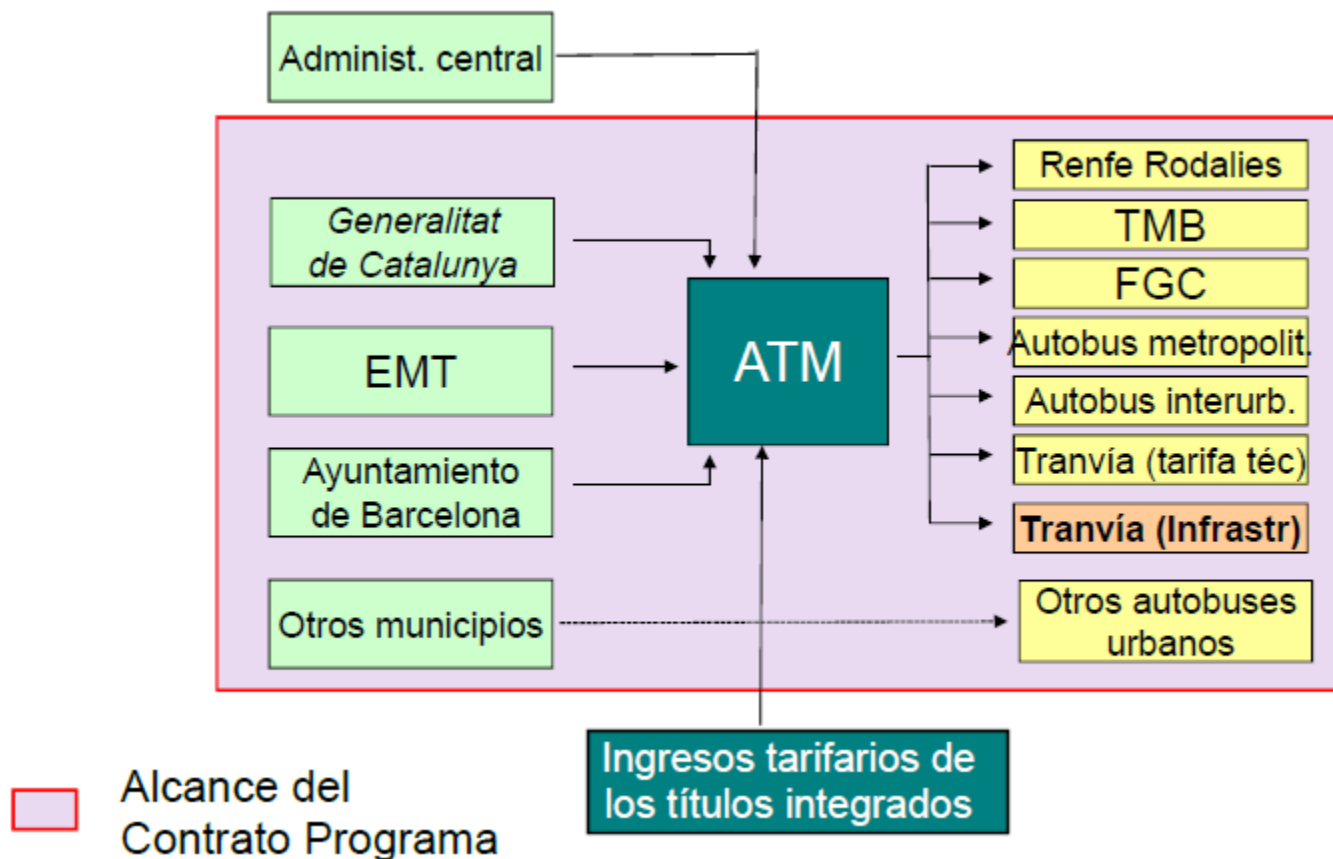 Administ. central
Generalitat
de Catalunya
EMT
Ayuntamiento
de Barcelona
Otros municipios
ATM
Renfe Rodalies
TMB
FGC
Autobus metropolit.
Autobus interurb.
Tranvía (tarifa téc)
Tranvía (Infrastr)
Otros autobuses
urbanos
Ingresos tarifarios de
los títulos integrados
Alcance del
Contrato Programa